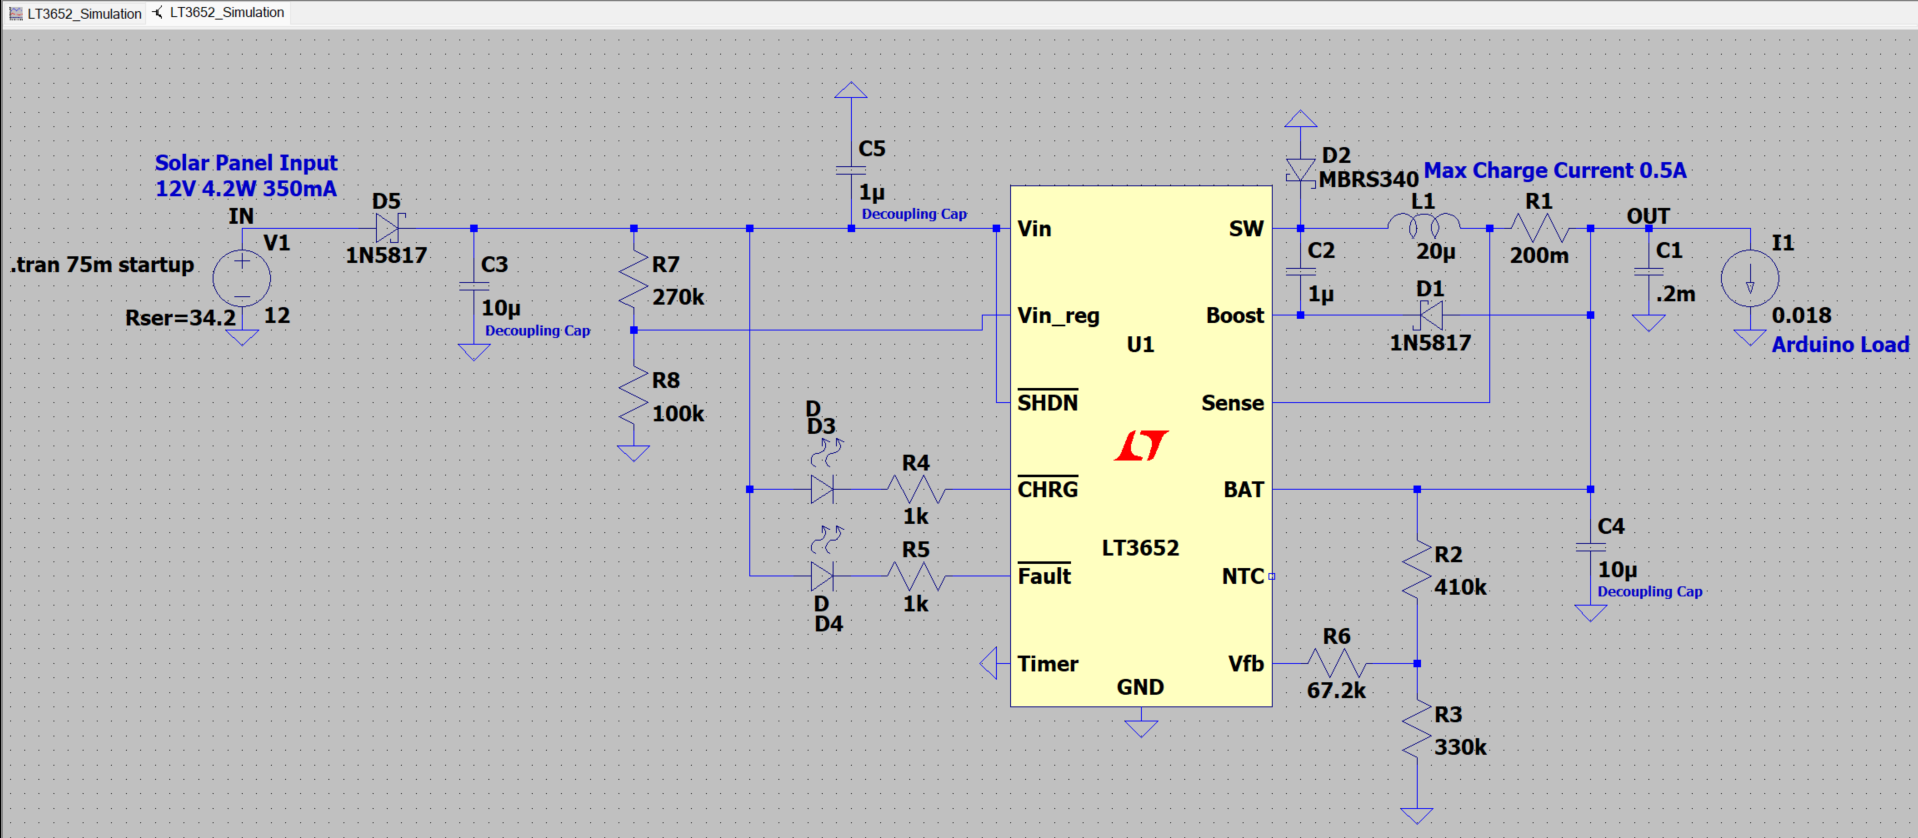 LT3652_Simulation
LT3652_Simulation
Solar Panel Input
12V 4.2W 350mA
IN
V1
.tran 75m startup
Rser=34.2
12
D5
1N5817
C3
10µ
Decoupling Cap
R7
270k
R8
100k
C5
1µ
Decoupling Cap
D
D3
R4
1k
R5
1k
D
D4
Vin
Vin_reg
SHDN
CHRG
Fault
Timer
U1
LT3652
GND
SW
Boost
Sense
BAT
NTC
Vfb
D2
MBRS340
Max Charge Current 0.5A
L1
20µ
R1
200m
OUT
C2
1µ
D1
1N5817
C1
.2m
I1
0.018
Arduino Load
C4
10µ
Decoupling Cap
R2
410k
R6
67.2k
R3
330k